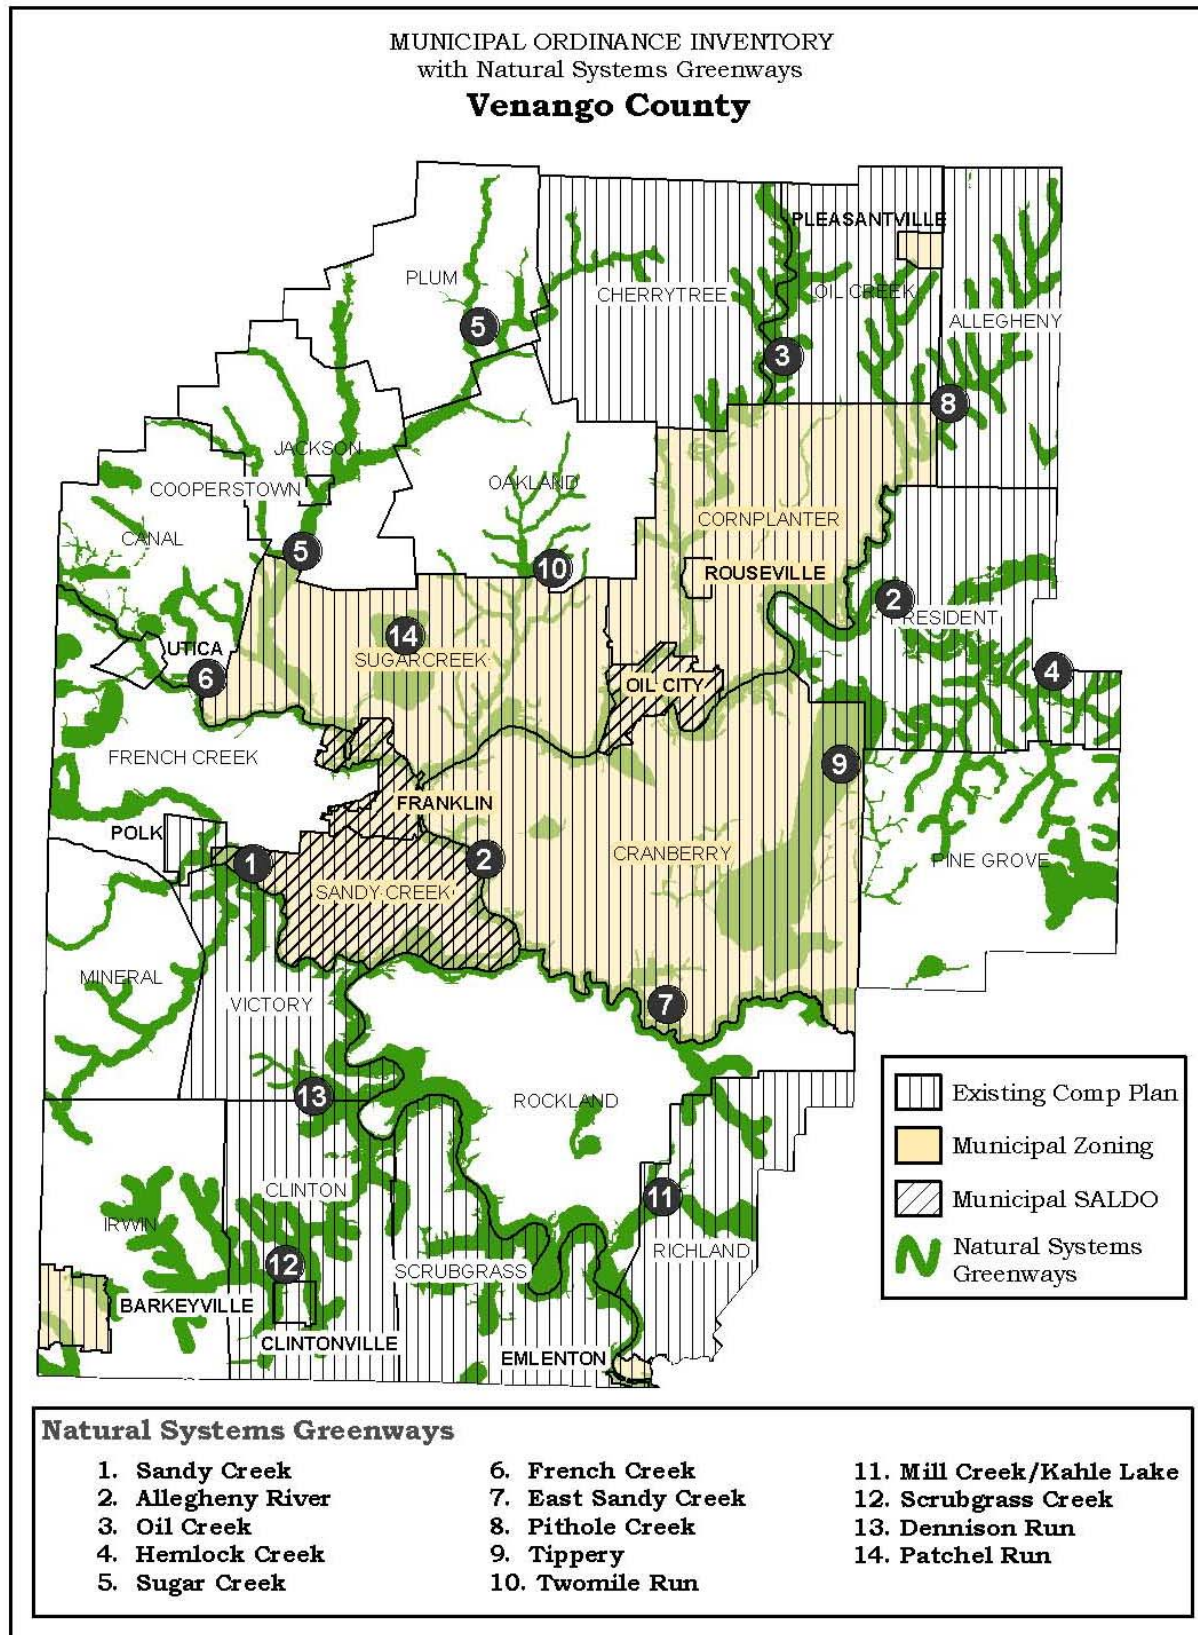 MUNICIPAL ORDINANCE INVENTORY
with Natural Systems Greenways
Venango County
PLEASANTVILLE
PLUM
CHERRYTREE
OIL CREEK
ALLEGHENY
5
3
8
JACKSON
COOPERSTOWN
OAKLAND
CANAL
CORNPLANTER
5
10
ROUSEVILLE
2
PRESIDENT
14
UTICA
SUGARCREEK
6
OIL CITY
4
FRENCH CREEK
9
FRANKLIN
POLK
1
2
CRANBERRY
PINE GROVE
SANDY CREEK
MINERAL
VICTORY
7
13
ROCKLAND
Existing Comp Plan
Municipal Zoning
Municipal SALDO
Natural Systems
Greenways
CLINTON
11
IRWIN
12
SCRUBGRASS
RICHLAND
BARKEYVILLE
CLINTONVILLE
EMLENTON
Natural Systems Greenways
1. Sandy Creek
2. Allegheny River
3. Oil Creek
4. Hemlock Creek
5. Sugar Creek
6. French Creek
7. East Sandy Creek
8. Pithole Creek
9. Tippery
10. Twomile Run
11. Mill Creek/Kahle Lake
12. Scrubgrass Creek
13. Dennison Run
14. Patchel Run